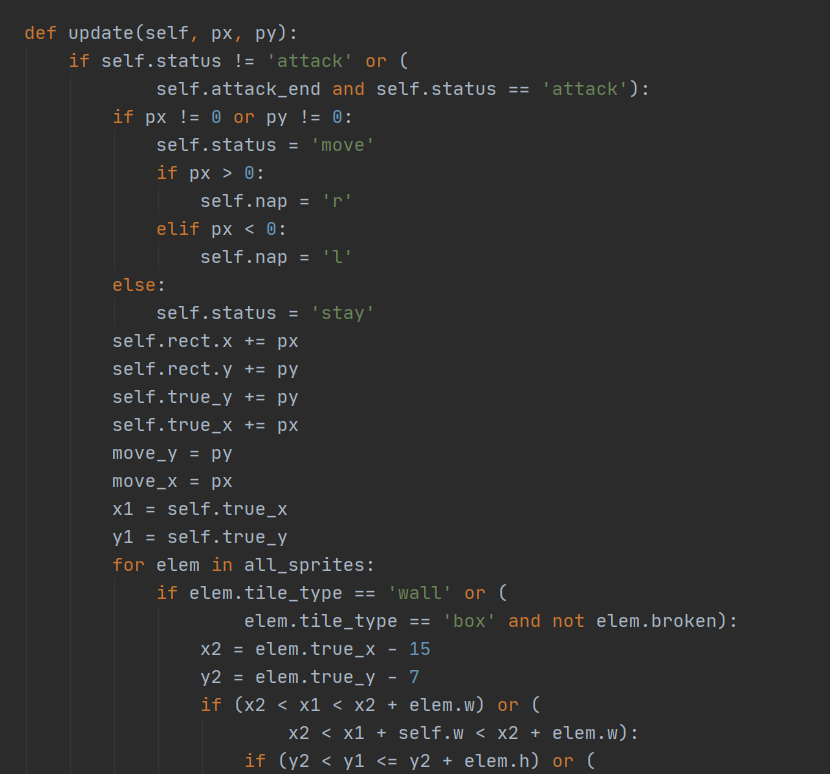 def update(self, px, py):
    if self.status != 'attack' or (
            self.attack_end and self.status == 'attack'):
        if px != 0 or py != 0:
            self.status = 'move'
            if px > 0:
                self.nap = 'r'
            elif px < 0:
                self.nap = 'l'
        else:
            self.status = 'stay'
        self.rect.x += px
        self.rect.y += py
        self.true_y += py
        self.true_x += px
        move_y = py
        move_x = px
        x1 = self.true_x
        y1 = self.true_y
        for elem in all_sprites:
            if elem.tile_type == 'wall' or (
                    elem.tile_type == 'box' and not elem.broken):
                x2 = elem.true_x - 15
                y2 = elem.true_y - 7
                if (x2 < x1 < x2 + elem.w) or (
                        x2 < x1 + self.w < x2 + elem.w):
                    if (y2 < y1 <= y2 + elem.h) or (